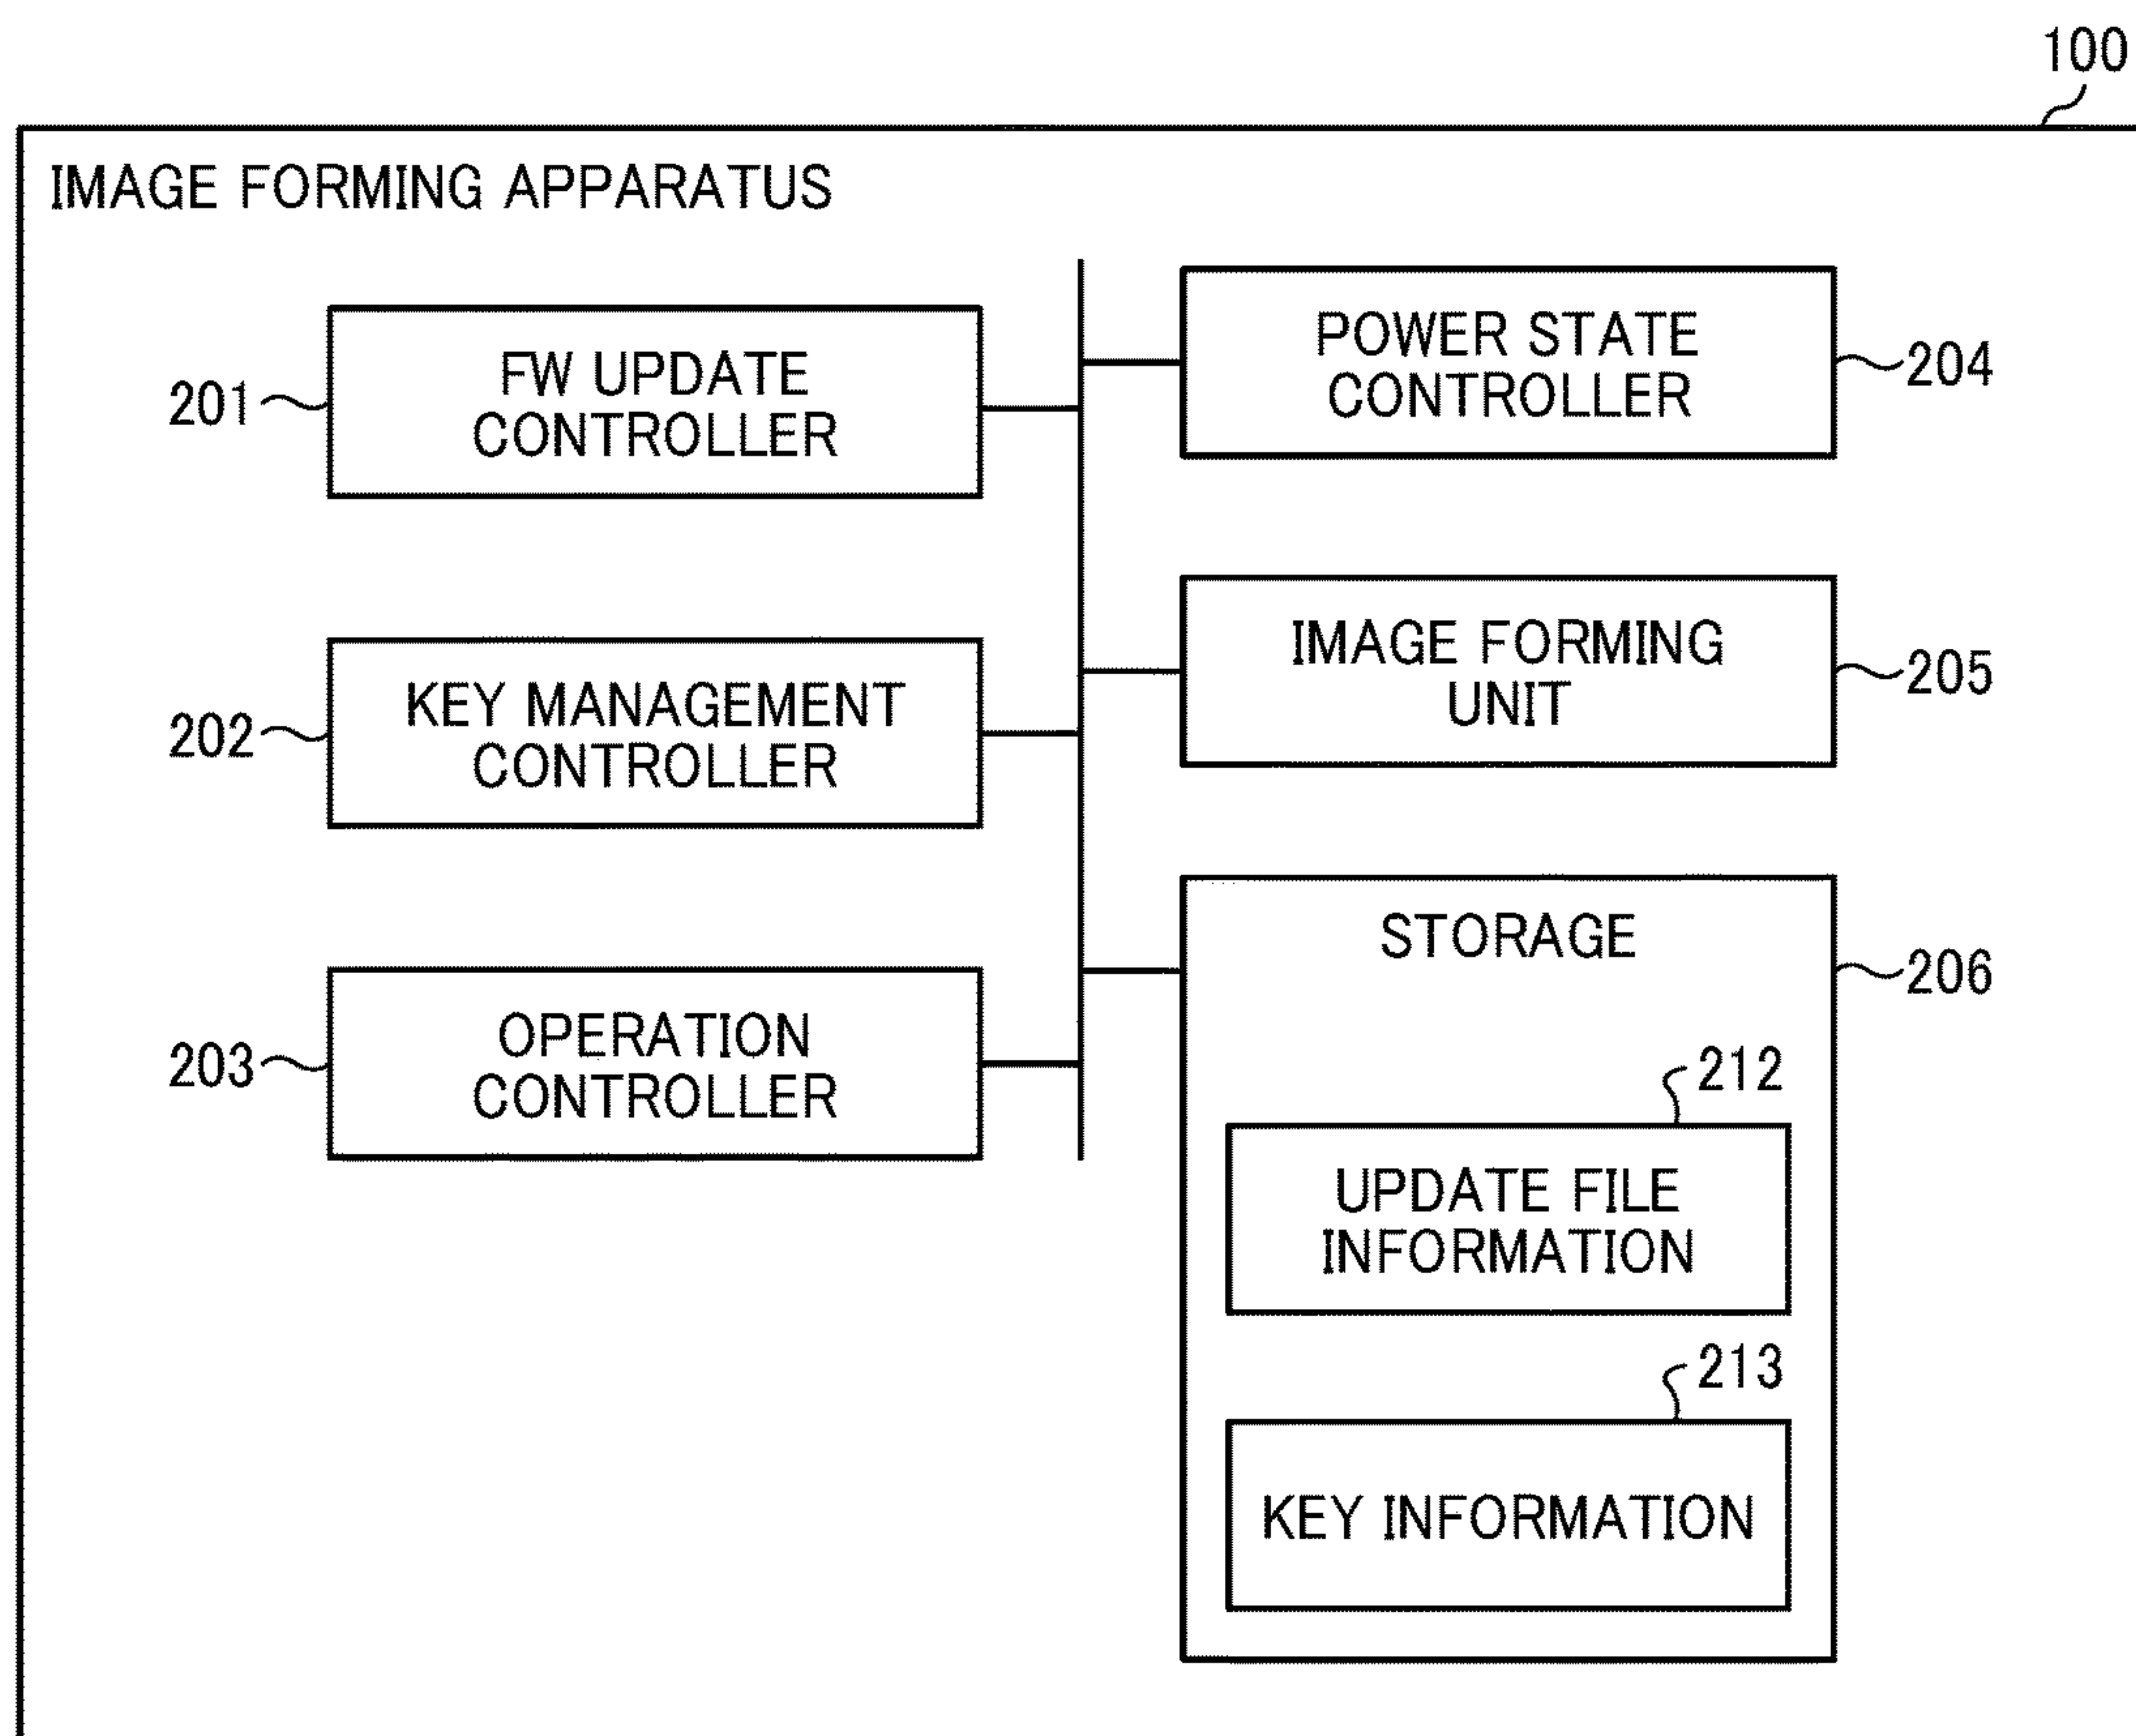 100
IMAGE FORMING APPARATUS
201
FW UPDATE
CONTROLLER
202
KEY MANAGEMENT
CONTROLLER
203
OPERATION
CONTROLLER
POWER STATE
CONTROLLER
204
IMAGE FORMING
UNIT
205
STORAGE
206
212
UPDATE FILE
INFORMATION
213
KEY INFORMATION